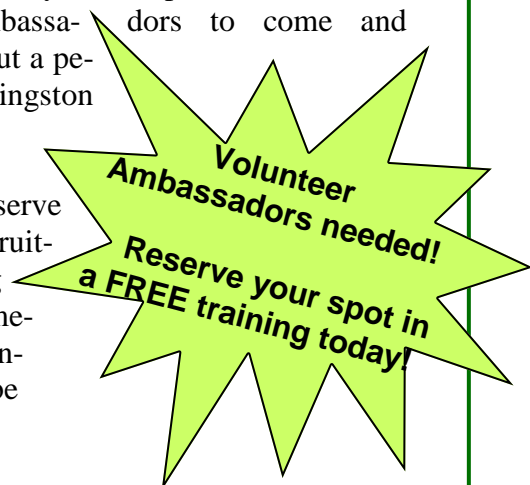 bassa- dors to come and
ut a pe-
ingston
serve
ruit-
ne-
n-
be
Volunteer
Ambassadors needed!
Reserve your spot in
a FREE training today!